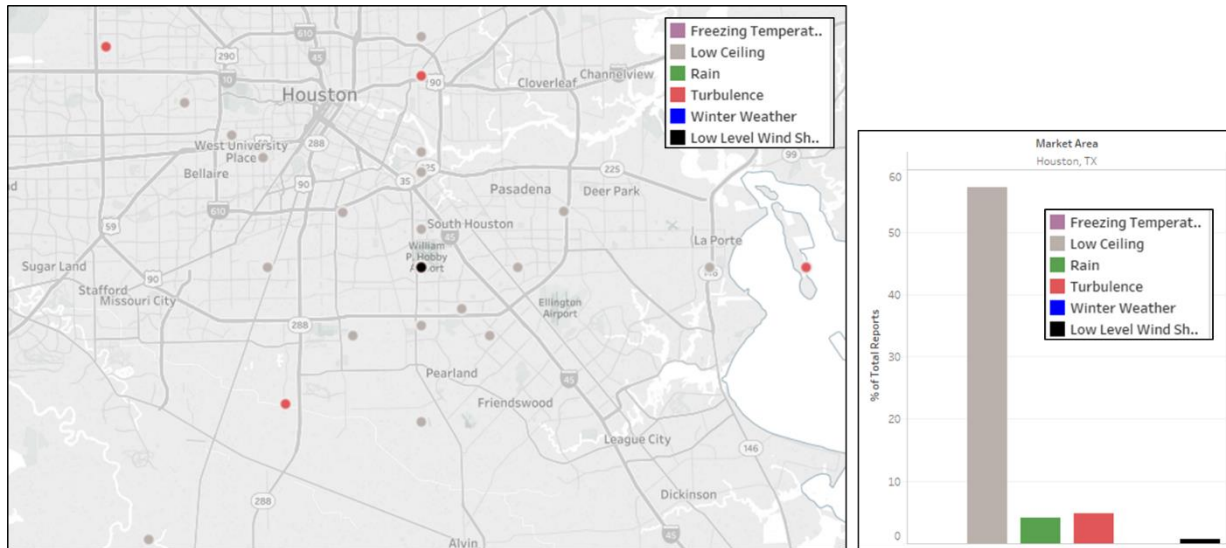 Freezing Temperat..
Low Ceiling
Rain
Turbulence
Winter Weather
Low Level Wind Sh..
610
290
45
90
Cloverleaf
Channelview
10
Houston
West University
Place
Bellaire
288
90
225
225
99
35
Pasadena
Deer Park
610
59
South Houston
45
La Porte
William
P. Hobby
Airport
Sugar Land
90
Stafford
Missouri City
Ellington
Airport
288
Pearland
45
Friendswood
League City
146
288
Dickinson
Alvin
45
Market Area
Houston, TX
% of Total Reports
60
50
40
30
20
10
0
Freezing Temperat..
Low Ceiling
Rain
Turbulence
Winter Weather
Low Level Wind Sh..